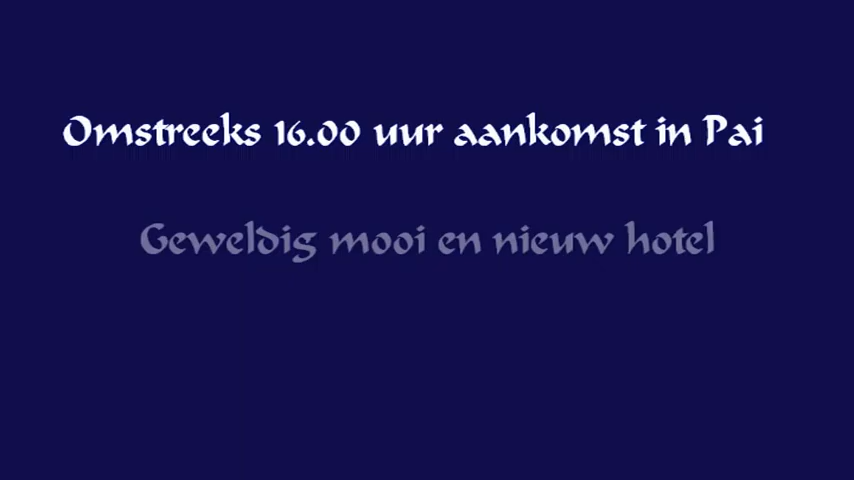 Omstreeks 16.00 uur aankomst in Pai
Geweldig mooi en nieuw hotel